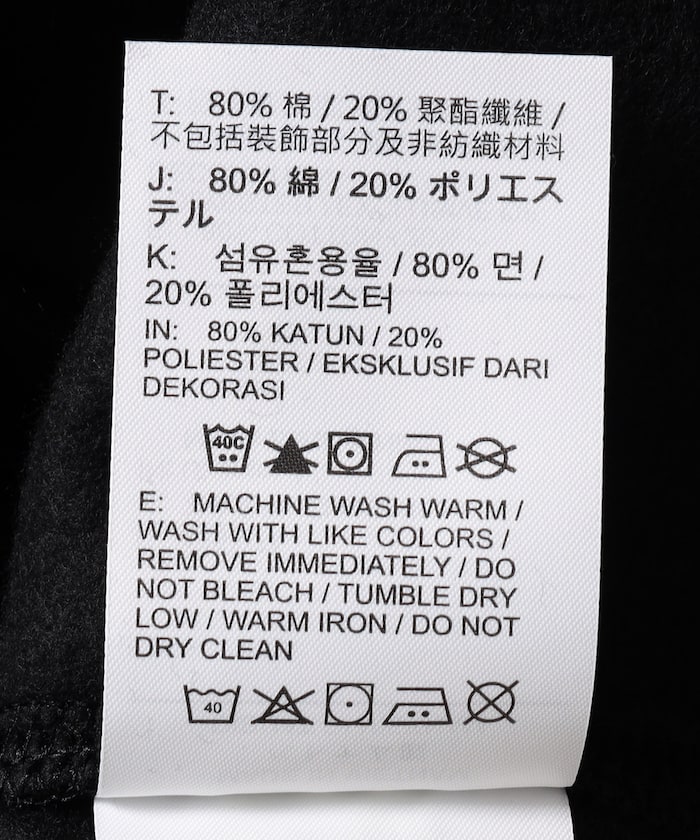 T: 80% 棉 / 20% 聚酯纖維 /
不包括裝飾部分及非紡織材料
J: 80% 綿 / 20% ポリエス
テル
K: 섬유혼용율 / 80% 면 /
20% 폴리에스터
IN: 80% KATUN / 20%
POLIESTER / EKSKLUSIF DARI
DEKORASI
40C
E: MACHINE WASH WARM /
WASH WITH LIKE COLORS /
REMOVE IMMEDIATELY / DO
NOT BLEACH / TUMBLE DRY
LOW / WARM IRON / DO NOT
DRY CLEAN
40